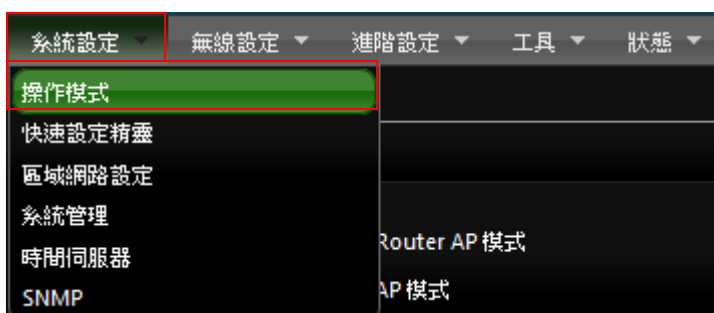 系統設定 無線設定 進階設定 工具 狀態
操作模式
快速設定精靈
區域網路設定
系統管理
時間伺服器
Router AP 模式
SNMP
AP 模式